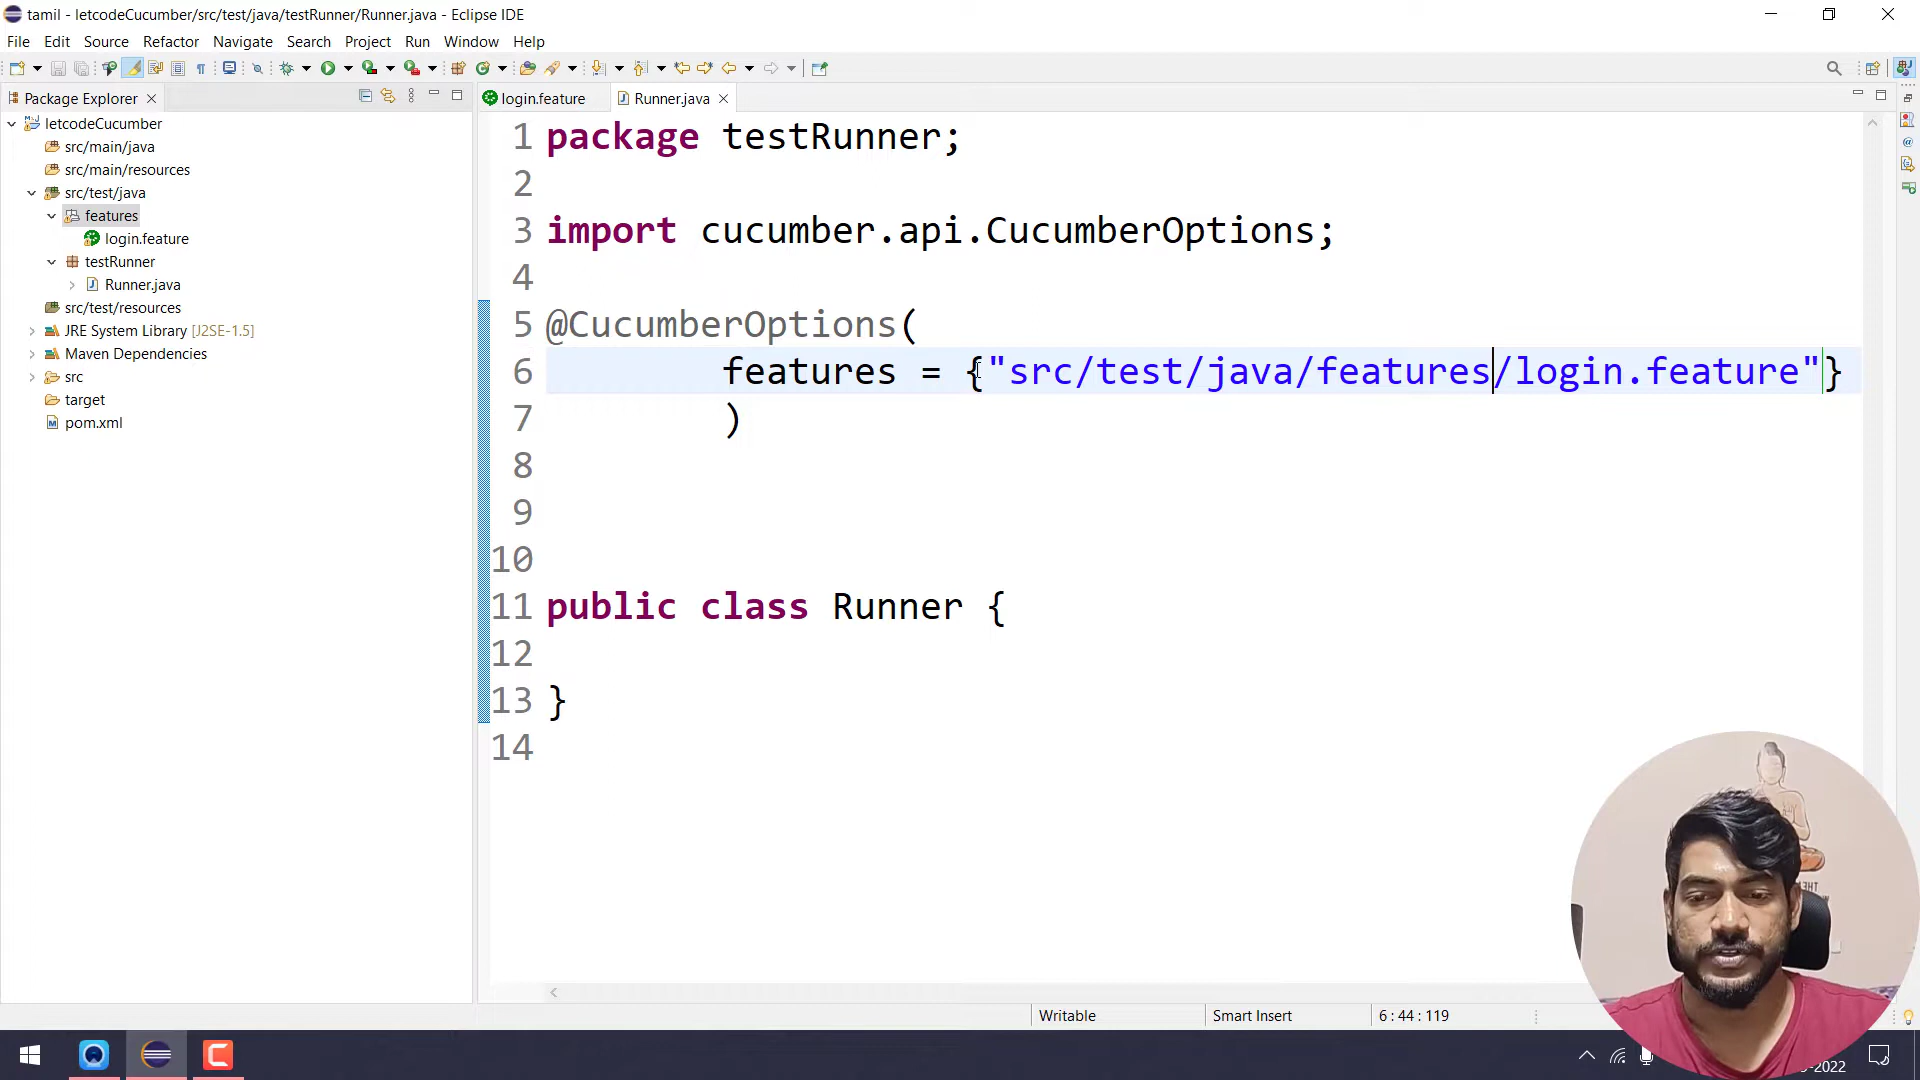 tamil - letcodeCucumber/src/test/java/testRunner/Runner.java - Eclipse IDE
File Edit Source Refactor Navigate Search Project Run Window Help
Package Explorer
login.feature
Runner.java
letcodeCucumber
src/main/java
src/main/resources
src/test/java
features
login.feature
testRunner
Runner.java
src/test/resources
JRE System Library [J2SE-1.5]
Maven Dependencies
src
target
pom.xml
1 package testRunner;
2
3 import cucumber.api.CucumberOptions;
4
5 @CucumberOptions(
6 features = {"src/test/java/features/login.feature"}
7 )
8
9
10
11 public class Runner {
12
13 }
14
Writable Smart Insert 6 : 44 : 119
-2022